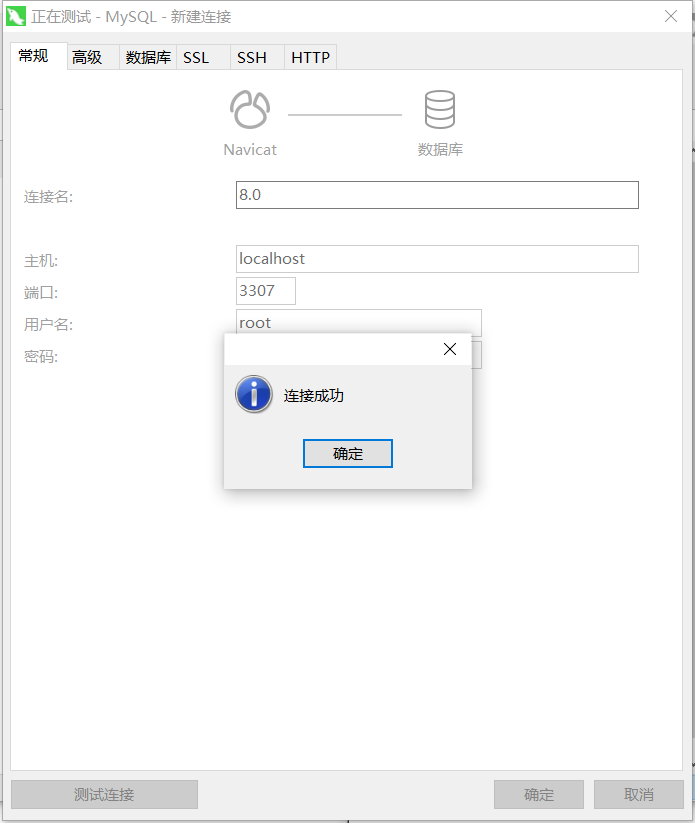 正在测试 - MySQL - 新建连接
常规 高级 数据库 SSL SSH HTTP
Navicat 数据库
连接名: 8.0
主机: localhost
端口: 3307
用户名: root
密码:
连接成功
确定
测试连接 确定 取消